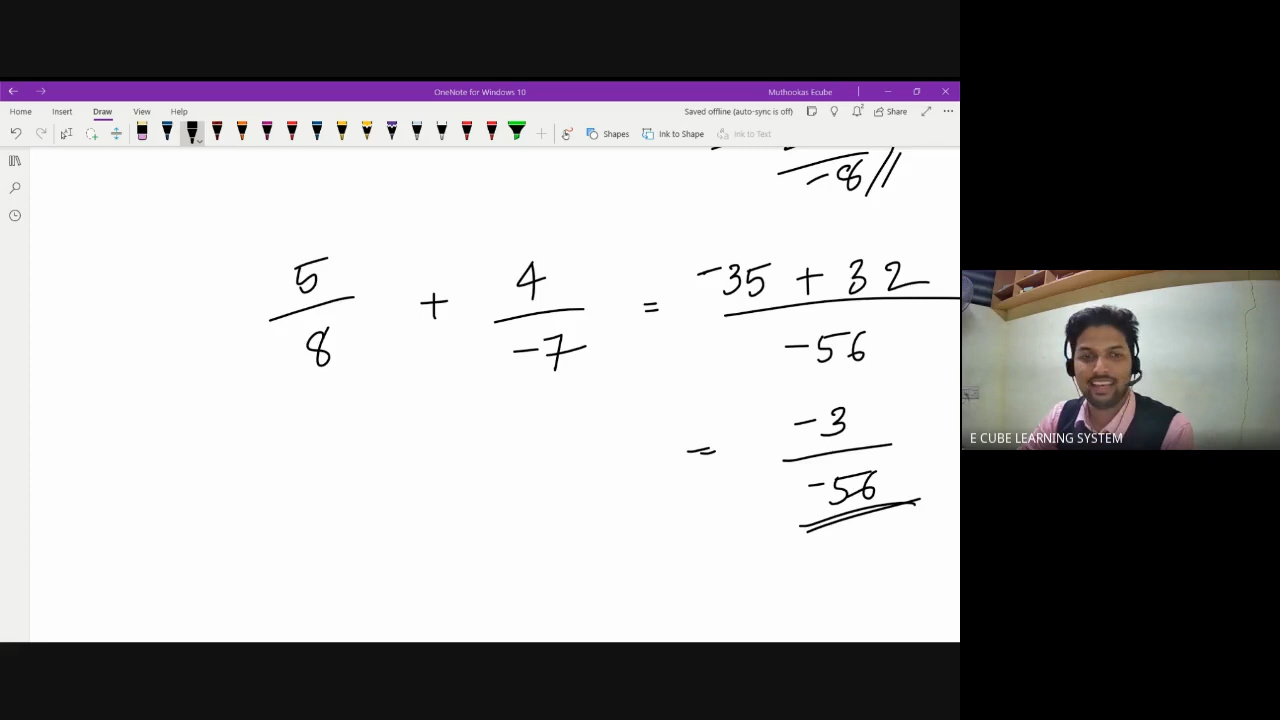 OneNote for Windows 10
Muthookas Ecube
Home Insert Draw View Help
Saved offline (auto-sync is off)
Share
Shapes Ink to Shape Ink to Text
-8//
5/8 + 4/-7 = (-35 + 32)/-56
= -3/-56
E CUBE LEARNING SYSTEM